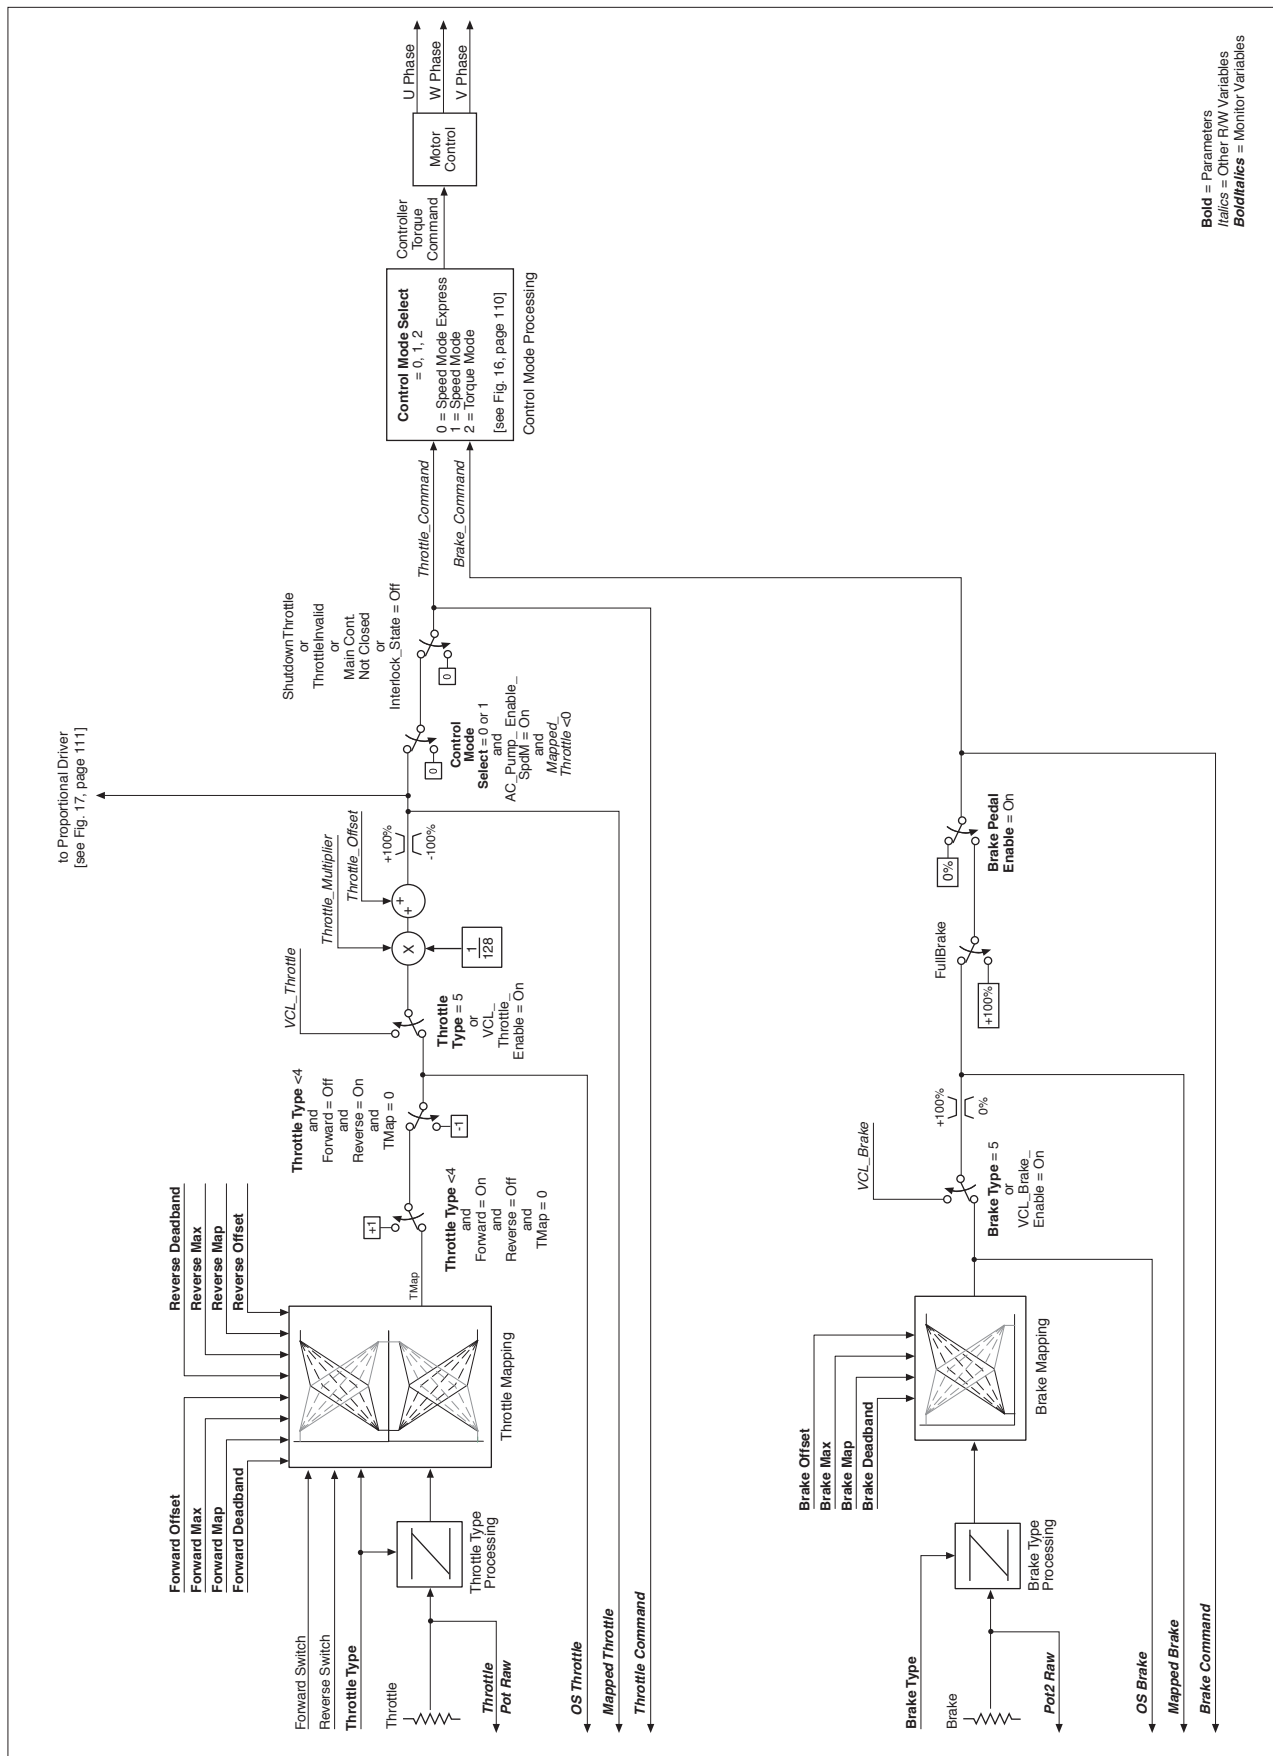 to Proportional Driver
[see Fig. 17, page 111]
U Phase
W Phase
V Phase
Motor
Control
Controller
Torque
Command
Control Mode Select
= 0, 1, 2
0 = Speed Mode Express
1 = Speed Mode
2 = Torque Mode
[see Fig. 16, page 110]
Control Mode Processing
Throttle_Command
Brake_Command
ShutdownThrottle
or
ThrottleInvalid
or
Main Cont.
Not Closed
or
Interlock_State = Off
0
0
Control
Mode
Select = 0 or 1
and
AC_Pump_Enable_
SpdM = On
and
Mapped_
Throttle <0
+100%
-100%
Throttle_Offset
Throttle_Multiplier
+
+
X
1
128
VCL_Throttle
Throttle
Type = 5
or
VCL_
Throttle_
Enable = On
Throttle Type <4
and
Forward = Off
and
Reverse = On
and
TMap = 0
-1
+1
Throttle Type <4
and
Forward = On
and
Reverse = Off
and
TMap = 0
TMap
Reverse Deadband
Reverse Max
Reverse Map
Reverse Offset
Forward Offset
Forward Max
Forward Map
Forward Deadband
Throttle Mapping
Forward Switch
Reverse Switch
Throttle Type
Throttle
Throttle Type
Processing
Throttle
Pot Raw
OS Throttle
Mapped Throttle
Throttle Command
Brake Pedal
Enable = On
0%
FullBrake
+100%
+100%
0%
VCL_Brake
Brake Type = 5
or
VCL_Brake_
Enable = On
Brake Offset
Brake Max
Brake Map
Brake Deadband
Brake Mapping
Brake Type
Brake
Brake Type
Processing
Pot2 Raw
OS Brake
Mapped Brake
Brake Command
Bold = Parameters
Italics = Other R/W Variables
BoldItalics = Monitor Variables